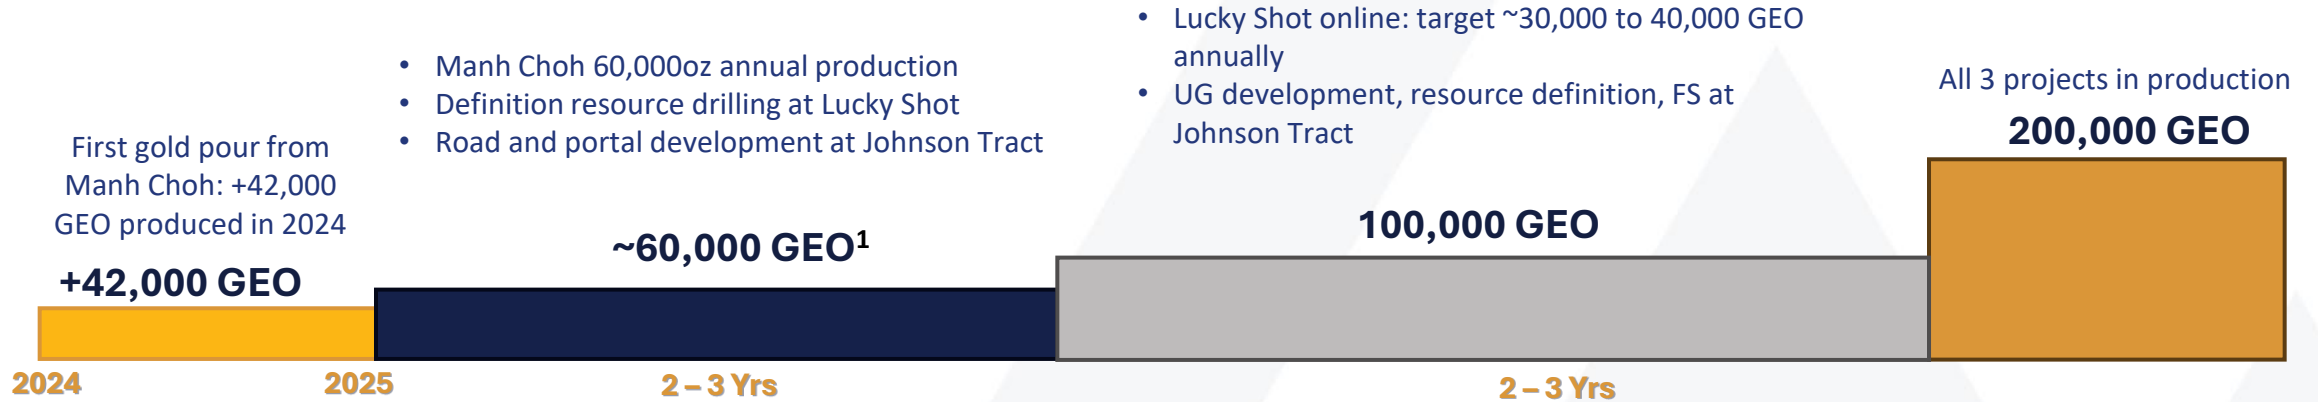 First gold pour from
Manh Choh: +42,000
GEO produced in 2024
+42,000 GEO
• Manh Choh 60,000oz annual production
• Definition resource drilling at Lucky Shot
• Road and portal development at Johnson Tract
~60,000 GEO¹
• Lucky Shot online: target ~30,000 to 40,000 GEO
annually
• UG development, resource definition, FS at
Johnson Tract
100,000 GEO
All 3 projects in production
200,000 GEO
2024
2025
2 – 3 Yrs
2 – 3 Yrs